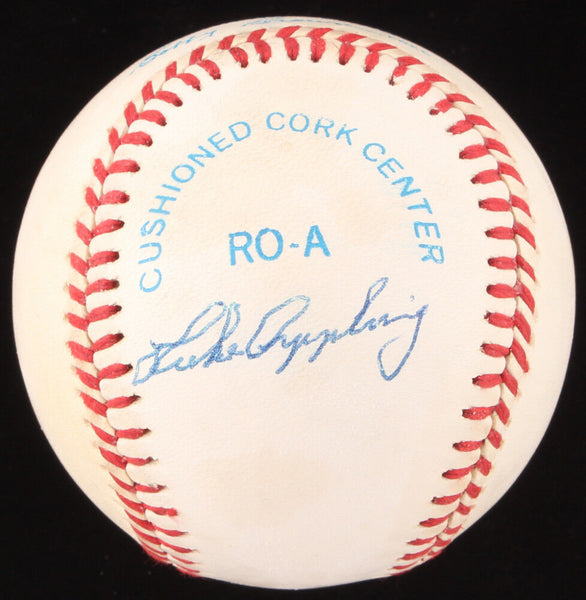 CUSHIONED CORK CENTER
RO-A
Luke Appling